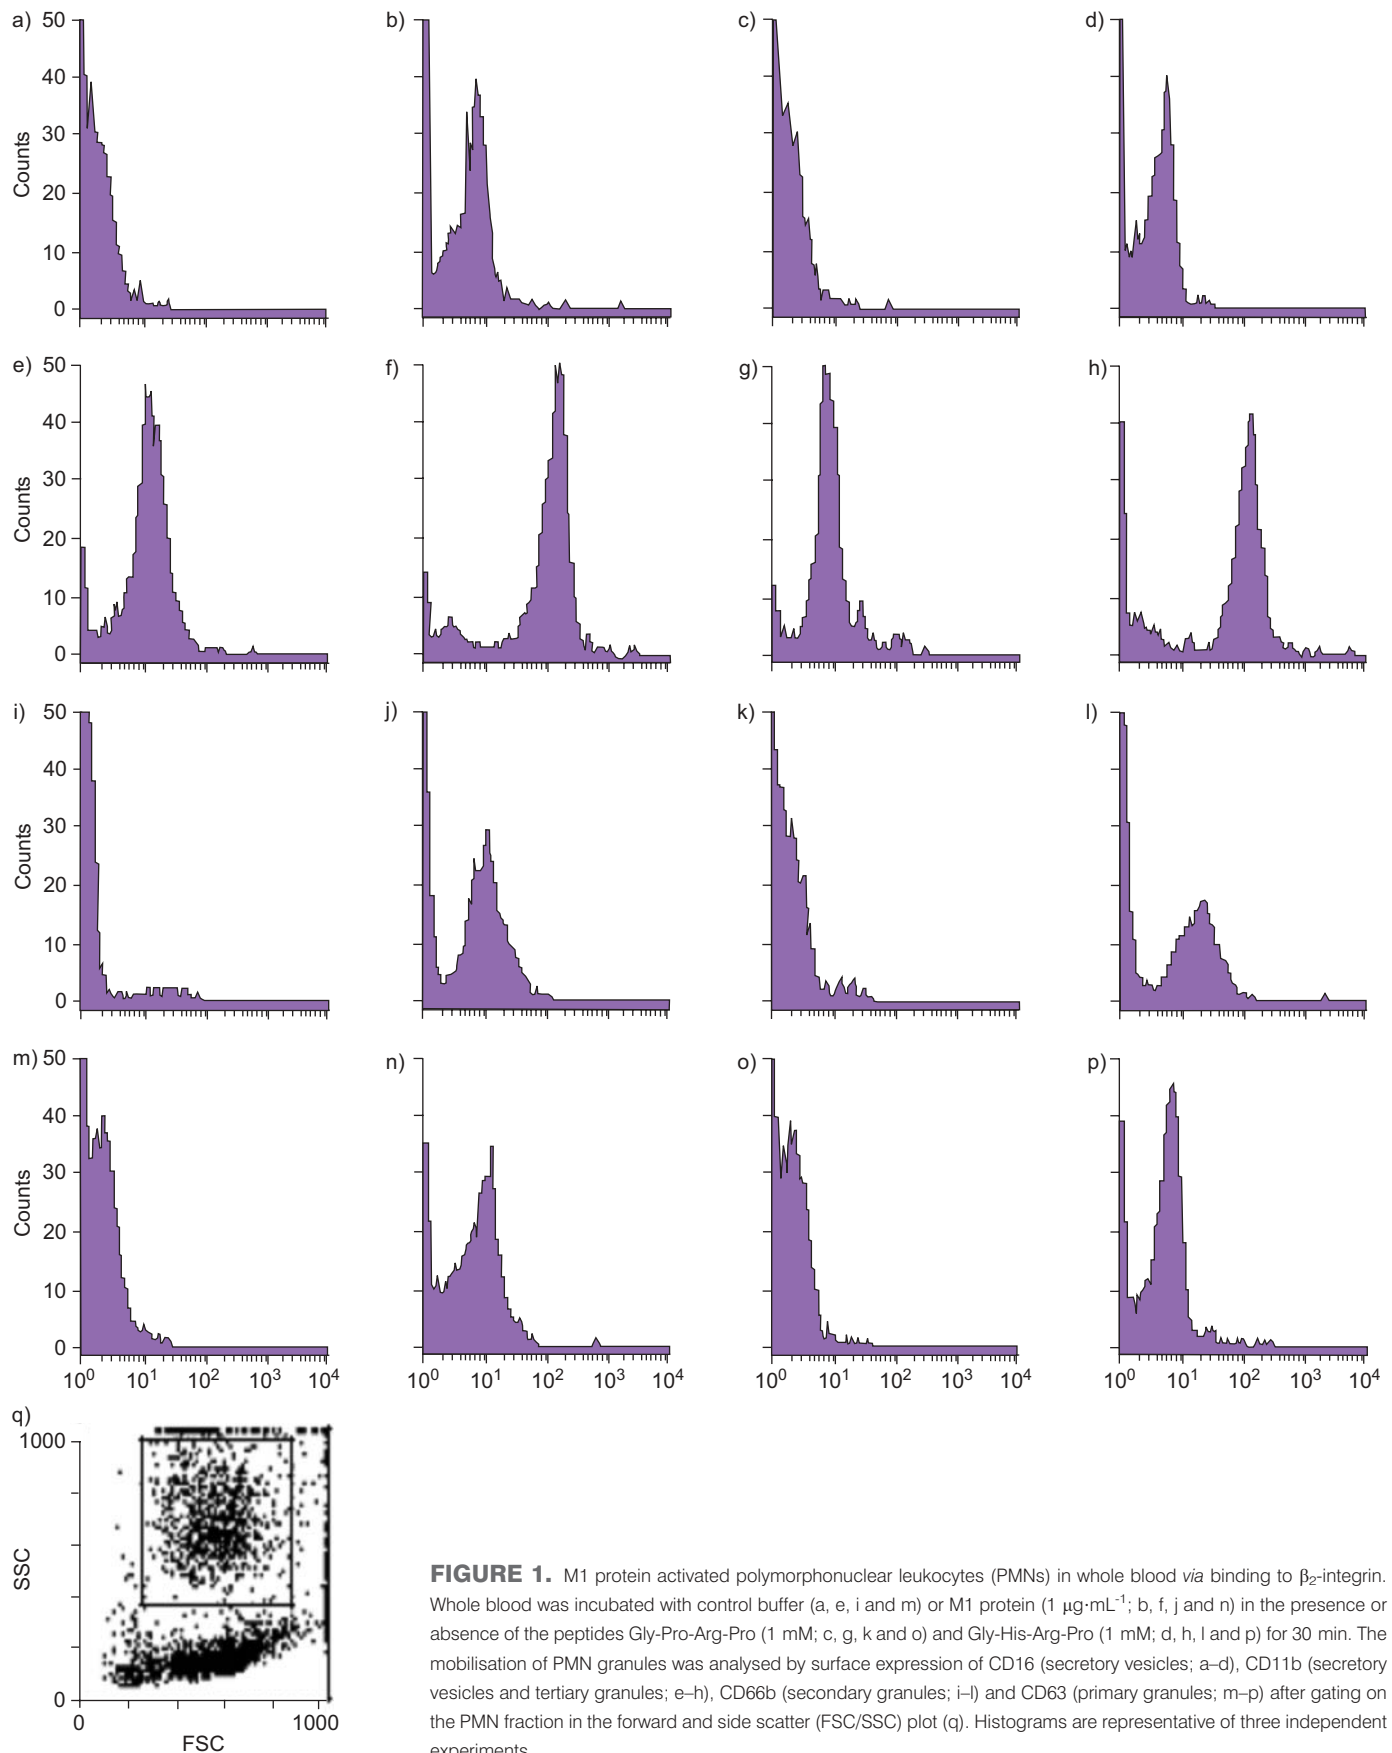 a) 50 b) c) d)
40
30
20
10
0
Counts
e) 50 f) g) h)
40
30
20
10
0
Counts
i) 50 j) k) l)
40
30
20
10
0
Counts
m) 50 n) o) p)
40
30
20
10
0
Counts
10⁰ 10¹ 10² 10³ 10⁴ 10⁰ 10¹ 10² 10³ 10⁴ 10⁰ 10¹ 10² 10³ 10⁴ 10⁰ 10¹ 10² 10³ 10⁴
q)
1000
SSC
0
0 1000
FSC
FIGURE 1. M1 protein activated polymorphonuclear leukocytes (PMNs) in whole blood via binding to β₂-integrin.
Whole blood was incubated with control buffer (a, e, i and m) or M1 protein (1 μg·mL⁻¹; b, f, j and n) in the presence or
absence of the peptides Gly-Pro-Arg-Pro (1 mM; c, g, k and o) and Gly-His-Arg-Pro (1 mM; d, h, l and p) for 30 min. The
mobilisation of PMN granules was analysed by surface expression of CD16 (secretory vesicles; a–d), CD11b (secretory
vesicles and tertiary granules; e–h), CD66b (secondary granules; i–l) and CD63 (primary granules; m–p) after gating on
the PMN fraction in the forward and side scatter (FSC/SSC) plot (q). Histograms are representative of three independent
experiments